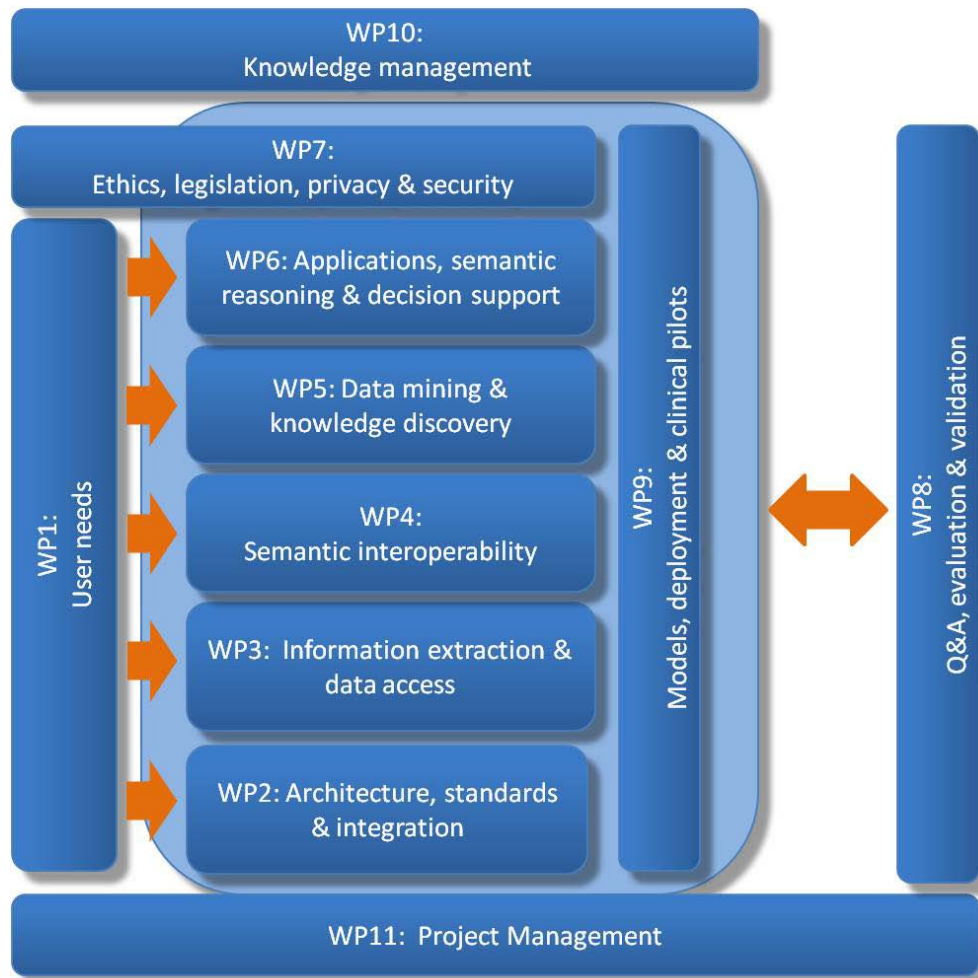 WP10:
Knowledge management
WP7:
Ethics, legislation, privacy & security
WP1:
User needs
WP6: Applications, semantic
reasoning & decision support
WP5: Data mining &
knowledge discovery
WP4:
Semantic interoperability
WP3:  Information extraction &
data access
WP2: Architecture, standards
& integration
WP9:
Models, deployment & clinical pilots
WP8:
Q&A, evaluation & validation
WP11:  Project Management